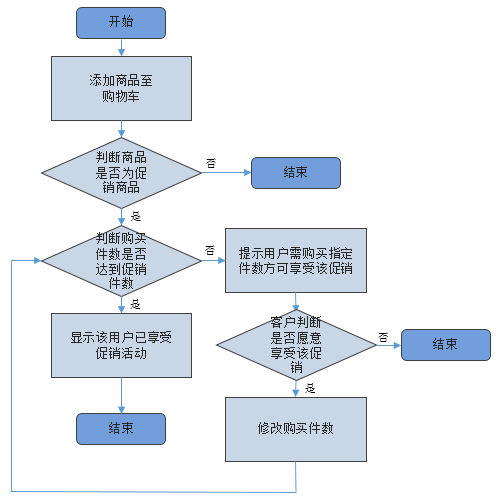 开始
添加商品至
购物车
判断商品
是否为促
销商品
否
结束
是
判断购买
件数是否
达到促销
件数
否
提示用户需购买指定
件数方可享受该促销
是
显示该用户已享受
促销活动
客户判断
是否愿意
享受该促
销
否
结束
是
结束
修改购买件数